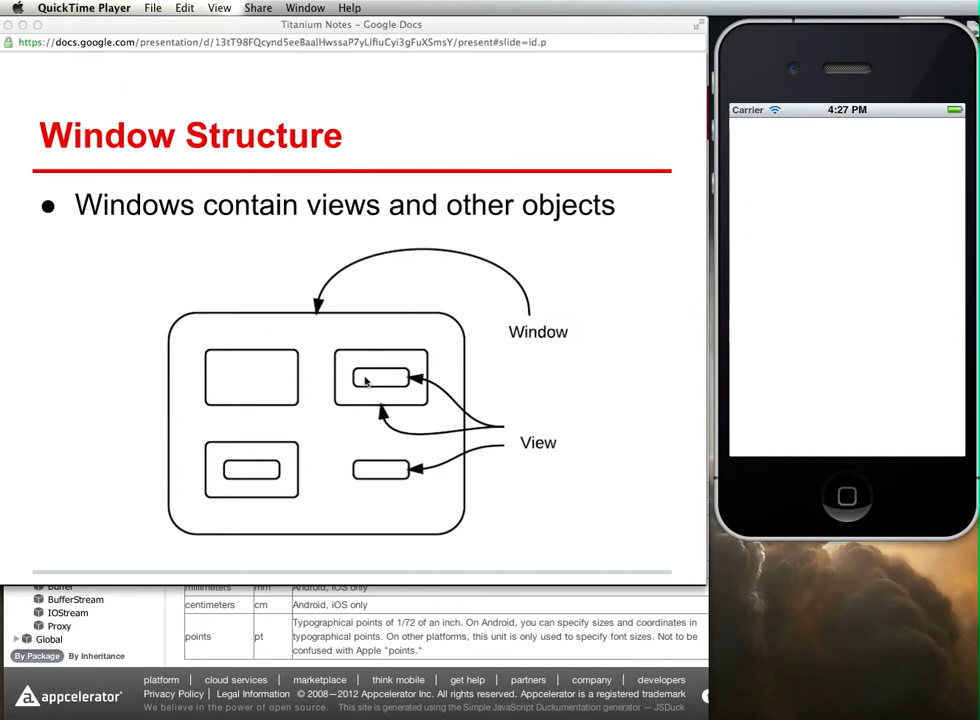 QuickTime Player File Edit View Share Window Help
Titanium Notes – Google Docs
https://docs.google.com/presentation/d/13tT98FQcynd5eeBaalHwssaP7yLlfiuCyi3gFuXSmsY/present#slide=id.p
Carrier 4:27 PM
Window Structure
● Windows contain views and other objects
Window
View
Buffer
BufferStream
IOStream
Proxy
Global
By Package By Inheritance
millimeters mm Android, iOS only
centimeters cm Android, iOS only
points pt Typographical points of 1/72 of an inch. On Android, you can specify sizes and coordinates in
typographical points. On other platforms, this unit is only used to specify font sizes. Not to be
confused with Apple "points."
platform | cloud services | marketplace | think mobile | get help | partners | company | developers
appcelerator Privacy Policy | Legal Information © 2008—2012 Appcelerator Inc. All rights reserved. Appcelerator is a registered trademark
We believe in the power of open source. This site is generated using the Simple JavaScript Duckumentation generator — JSDuck